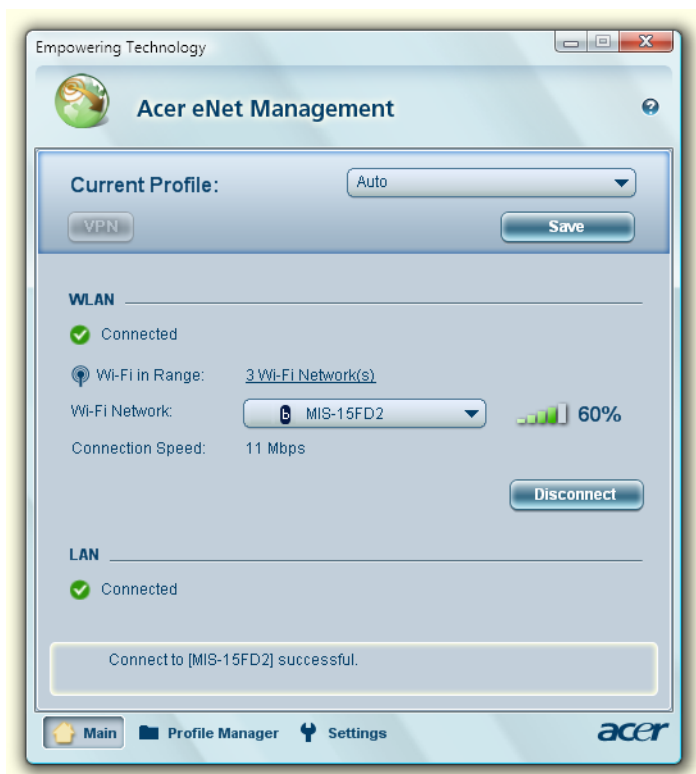 Empowering Technology
Acer eNet Management
Current Profile: Auto
VPN Save
WLAN
Connected
Wi-Fi in Range: 3 Wi-Fi Network(s)
Wi-Fi Network: b MIS-15FD2 60%
Connection Speed: 11 Mbps
Disconnect
LAN
Connected
Connect to [MIS-15FD2] successful.
Main Profile Manager Settings acer